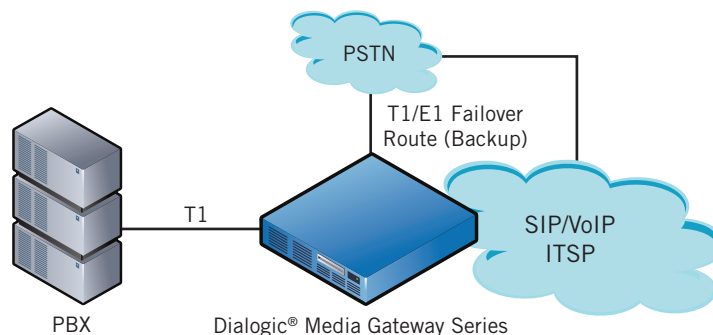 PSTN
T1/E1 Failover
Route (Backup)
T1
SIP/VoIP
ITSP
PBX
Dialogic® Media Gateway Series